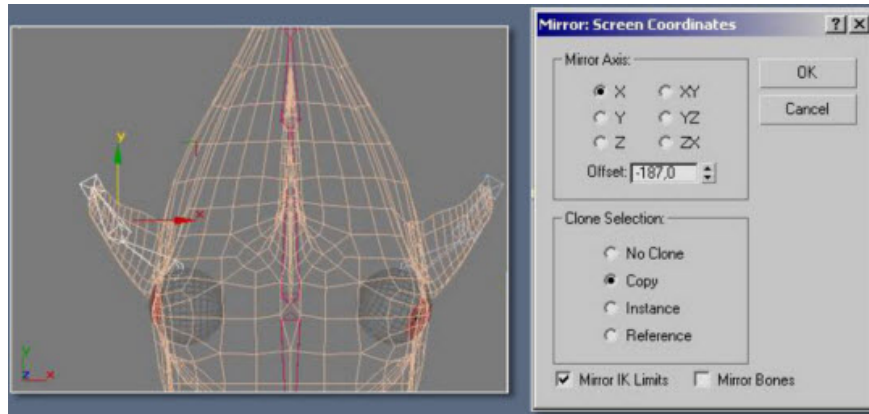 Mirror: Screen Coordinates
Mirror Axis:
X
XY
Y
YZ
Z
ZX
Offset: -187,0
OK
Cancel
Clone Selection:
No Clone
Copy
Instance
Reference
Mirror IK Limits
Mirror Bones
y
x
y
z
x